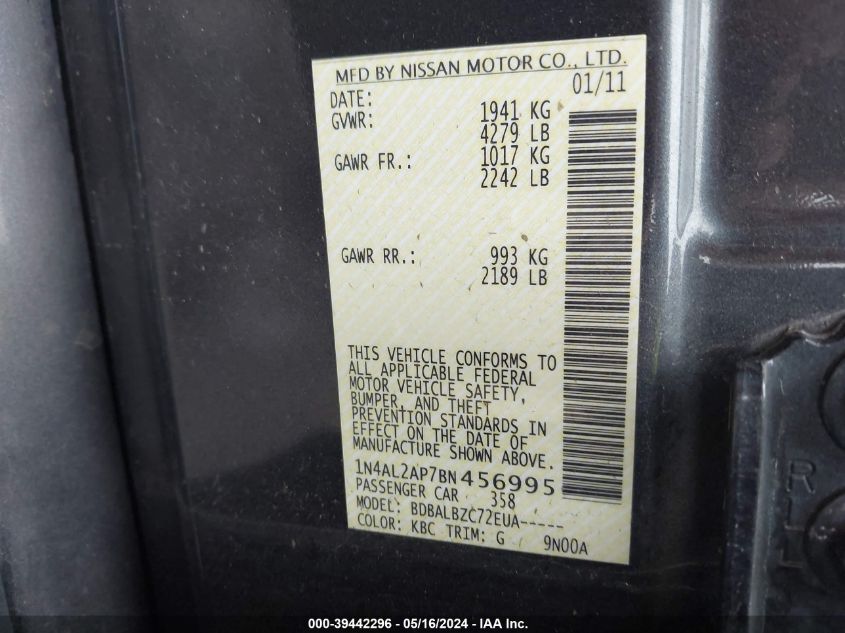 MFD BY NISSAN MOTOR CO., LTD.
DATE: 01/11
GVWR: 1941 KG
4279 LB
GAWR FR.: 1017 KG
2242 LB
GAWR RR.: 993 KG
2189 LB
THIS VEHICLE CONFORMS TO
ALL APPLICABLE FEDERAL
MOTOR VEHICLE SAFETY,
BUMPER, AND THEFT
PREVENTION STANDARDS IN
EFFECT ON THE DATE OF
MANUFACTURE SHOWN ABOVE.
1N4AL2AP7BN456995
PASSENGER CAR 358
MODEL: BDBALBZC72EUA-----
COLOR: KBC TRIM: G 9N00A
000-39442296 - 05/16/2024 - IAA Inc.